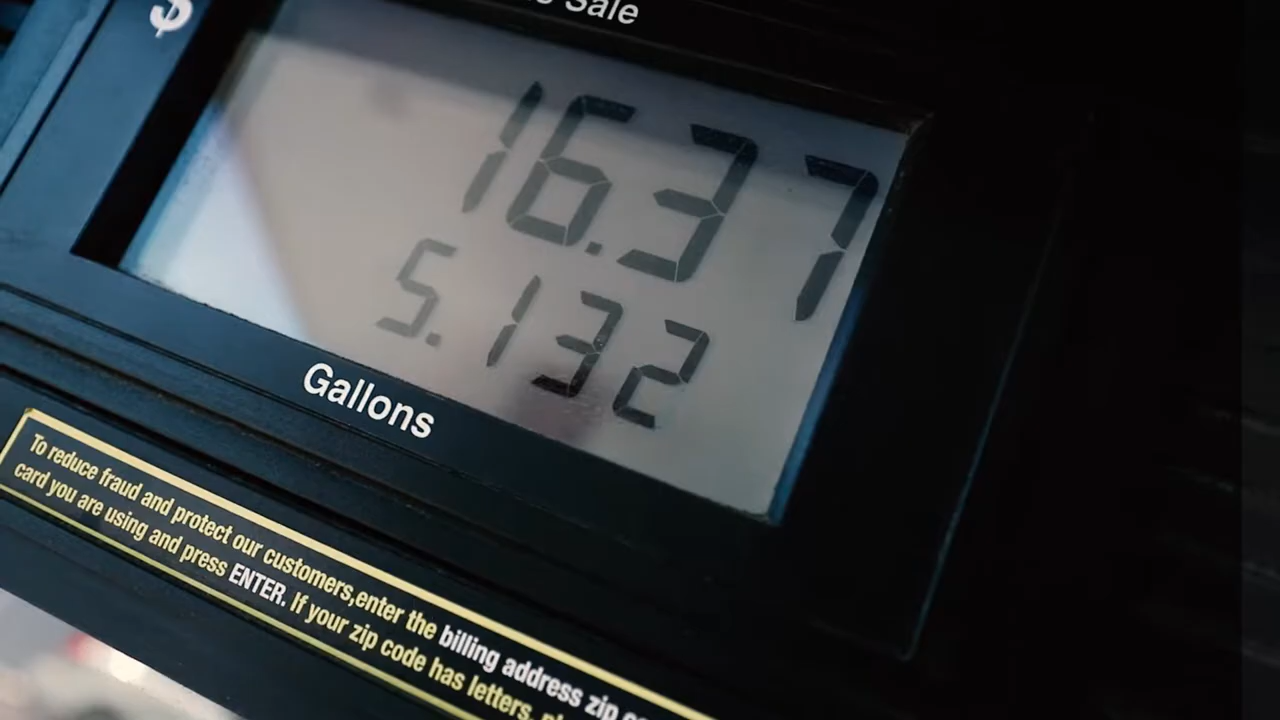 $
Sale
16.37
5.132
Gallons
To reduce fraud and protect our customers,enter the billing address zip
card you are using and press ENTER. If your zip code has letters,